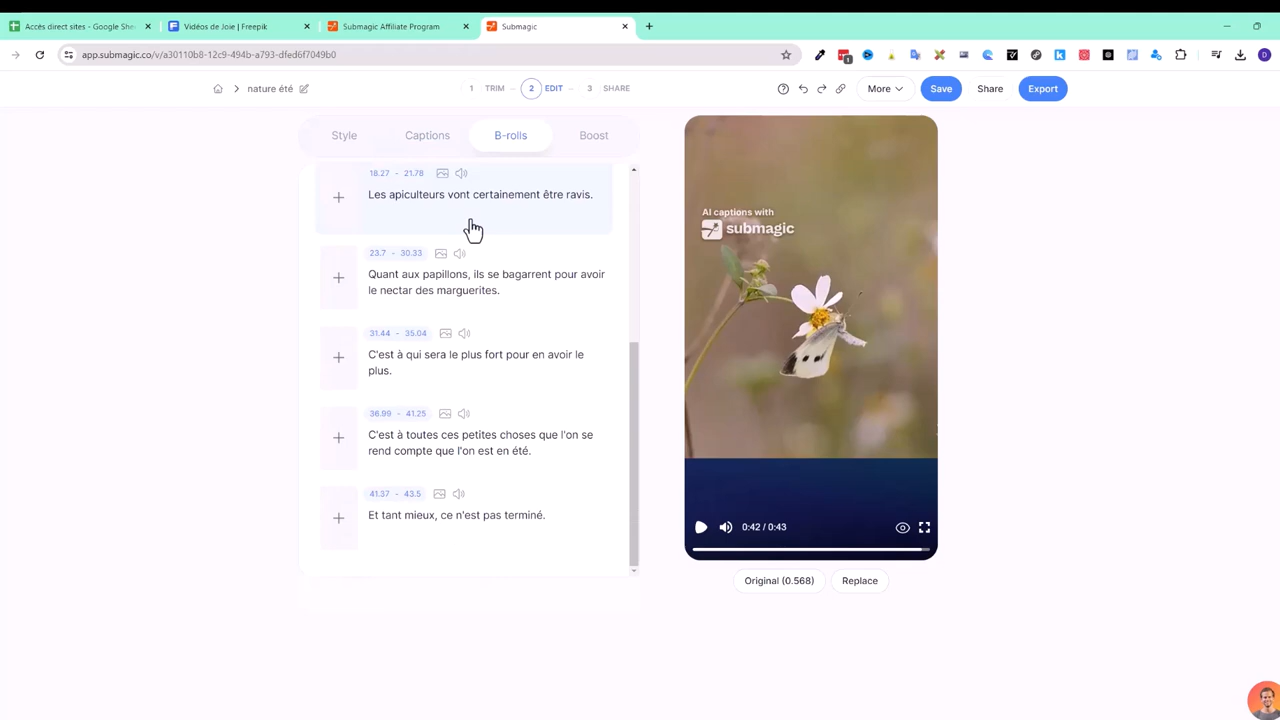 Accès direct sites - Google She
Vidéos de Joie | Freepik
Submagic Affiliate Program
Submagic
app.submagic.co/v/a30110b8-12c9-494b-a793-dfed6f7049b0
nature été
1 TRIM
2 EDIT
3 SHARE
More
Save
Share
Export
Style
Captions
B-rolls
Boost
18.27 - 21.78
Les apiculteurs vont certainement être ravis.
23.7 - 30.33
Quant aux papillons, ils se bagarrent pour avoir
le nectar des marguerites.
31.44 - 35.04
C'est à qui sera le plus fort pour en avoir le
plus.
36.99 - 41.25
C'est à toutes ces petites choses que l'on se
rend compte que l'on est en été.
41.37 - 43.5
Et tant mieux, ce n'est pas terminé.
AI captions with
submagic
0:42 / 0:43
Original (0.568)
Replace